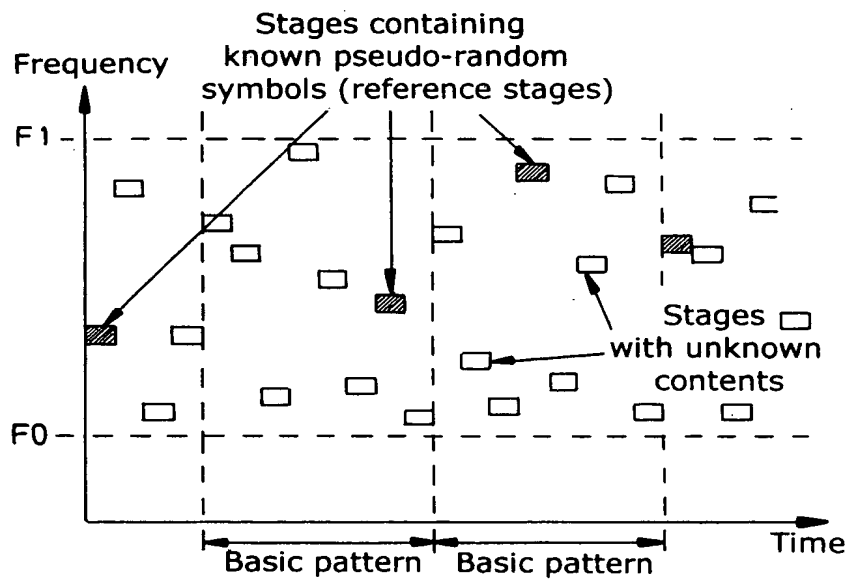 Stages containing
known pseudo-random
symbols (reference stages)
Frequency
F1
Stages
with unknown
contents
F0
Time
Basic pattern
Basic pattern